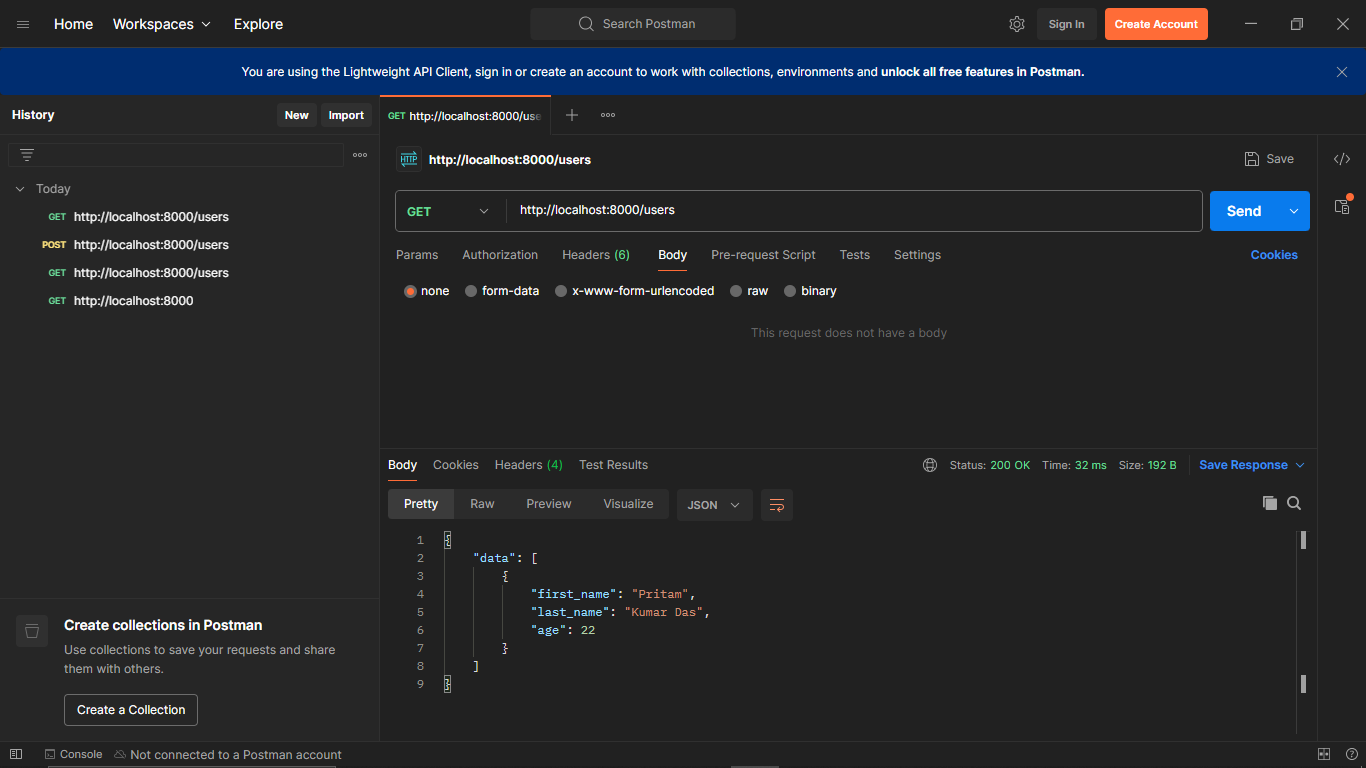 Home Workspaces Explore Search Postman Sign In Create Account
You are using the Lightweight API Client, sign in or create an account to work with collections, environments and unlock all free features in Postman.
History New Import
Today
GET http://localhost:8000/users
POST http://localhost:8000/users
GET http://localhost:8000/users
GET http://localhost:8000
Create collections in Postman
Use collections to save your requests and share
them with others.
Create a Collection
GET http://localhost:8000/use
HTTP http://localhost:8000/users Save
GET http://localhost:8000/users Send
Params Authorization Headers (6) Body Pre-request Script Tests Settings Cookies
none form-data x-www-form-urlencoded raw binary
This request does not have a body
Body Cookies Headers (4) Test Results Status: 200 OK Time: 32 ms Size: 192 B Save Response
Pretty Raw Preview Visualize JSON
1 {
2 "data": [
3 {
4 "first_name": "Pritam",
5 "last_name": "Kumar Das",
6 "age": 22
7 }
8 ]
9 }
Console Not connected to a Postman account